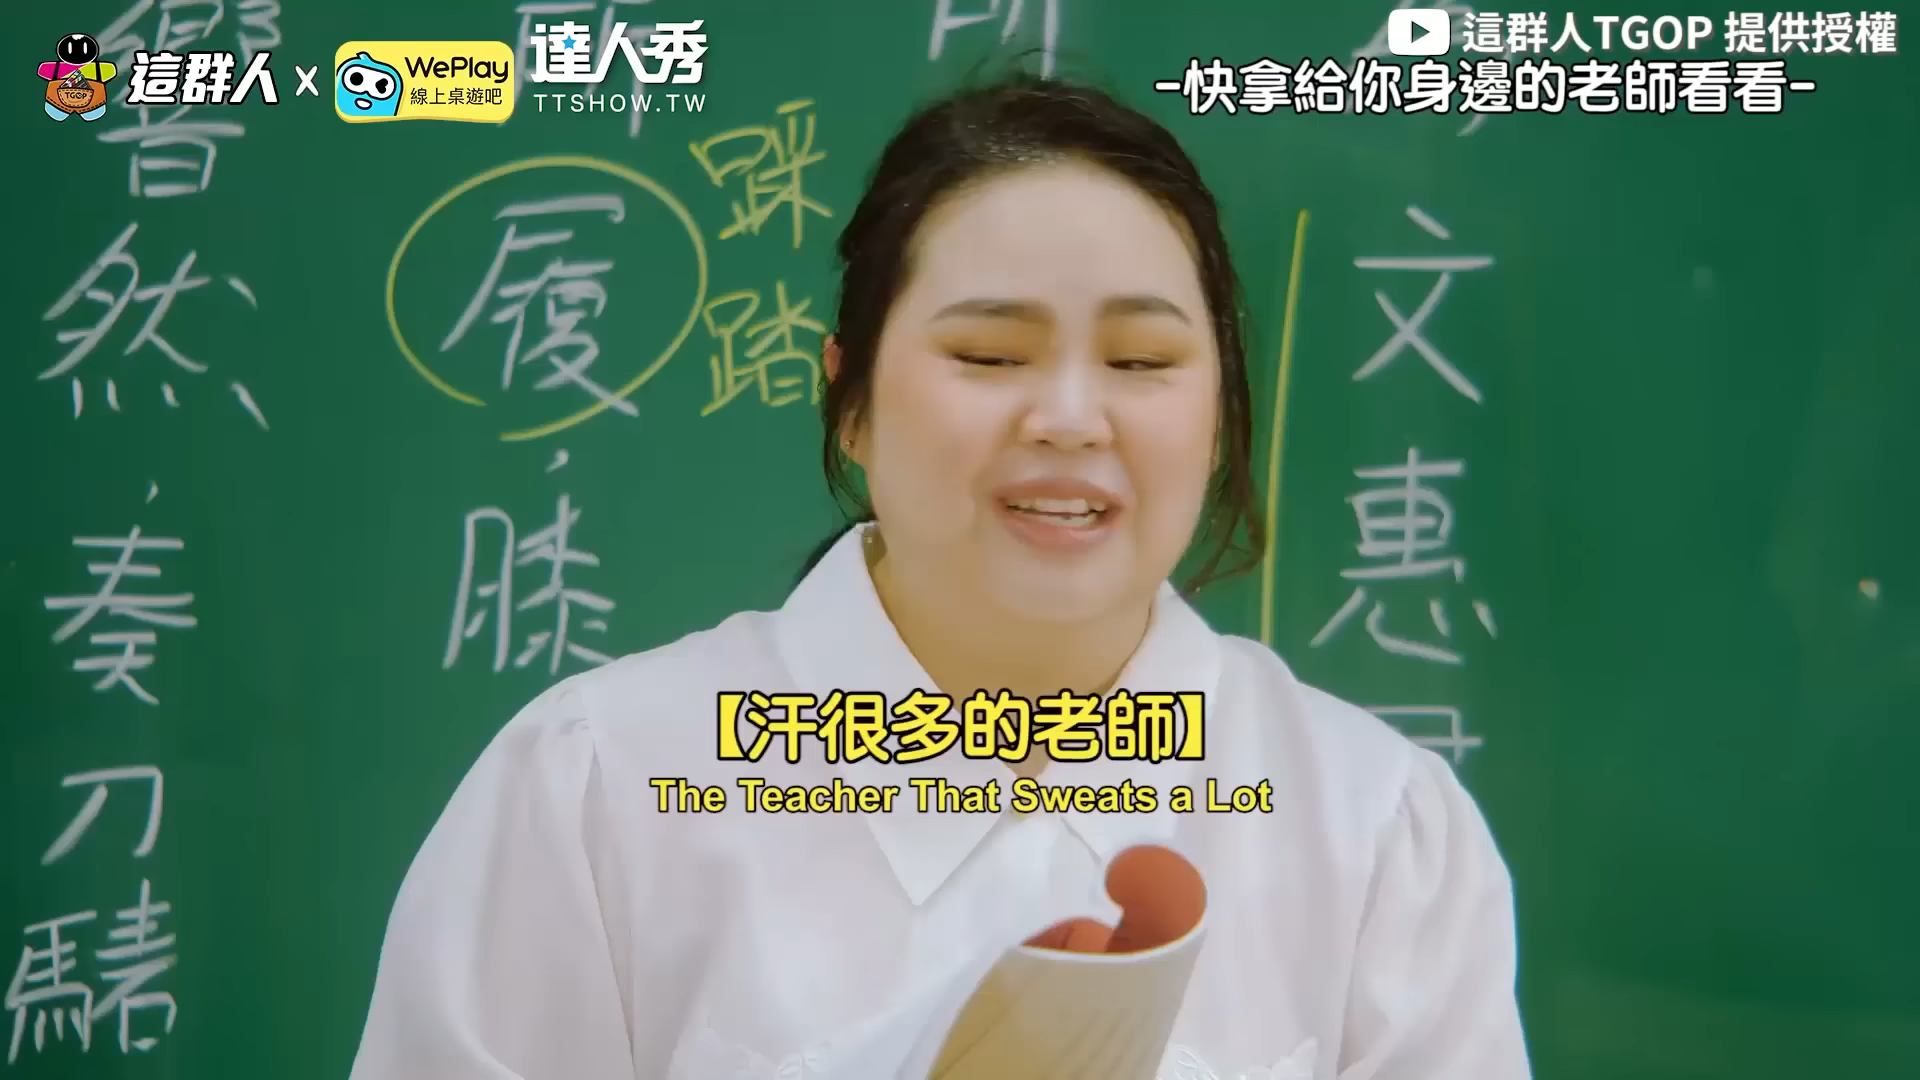 這群人 x WePlay 線上桌遊吧 達人秀
TTSHOW.TW
TGOP
這群人TGOP 提供授權
-快拿給你身邊的老師看看-
文惠
所
履，膝
踩踏
響然，奏刀騞
【汗很多的老師】
The Teacher That Sweats a Lot